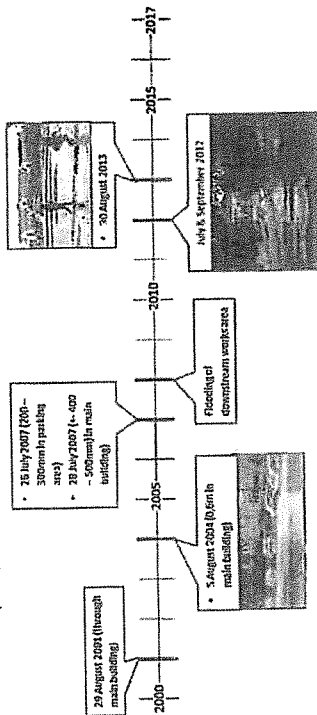 29 August 2001 (through
main building)
• 26 July 2007 (200 –
300mm in parking
area)
• 28 July 2007 (+- 400
– 500mm) in main
building)
• 30 August 2013
2000
2005
2010
2015
2017
• 5 August 2004 (0,6m in
main building)
Flooding of
downstream works area
July & September 2012